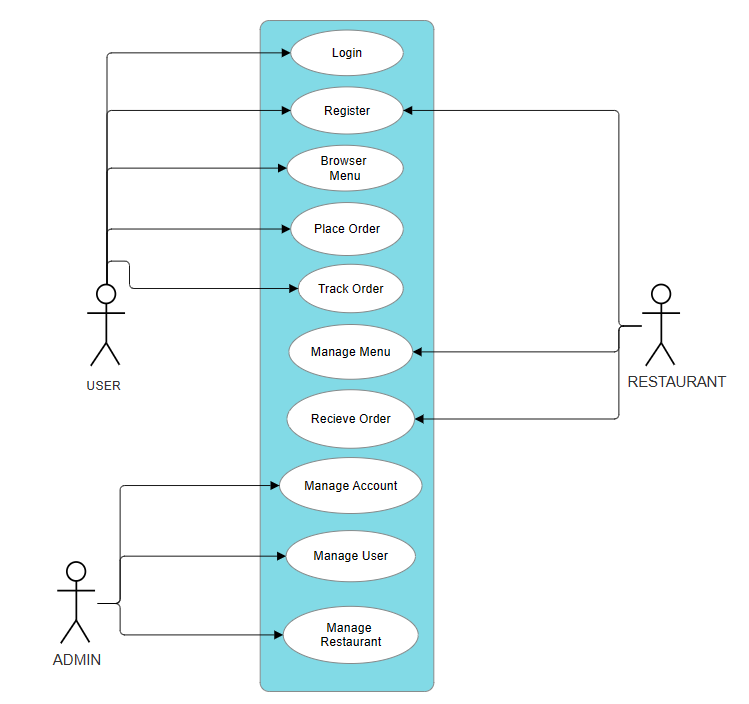 Login
Register
Browser
Menu
Place Order
Track Order
USER
Manage Menu
RESTAURANT
Recieve Order
Manage Account
Manage User
Manage
Restaurant
ADMIN